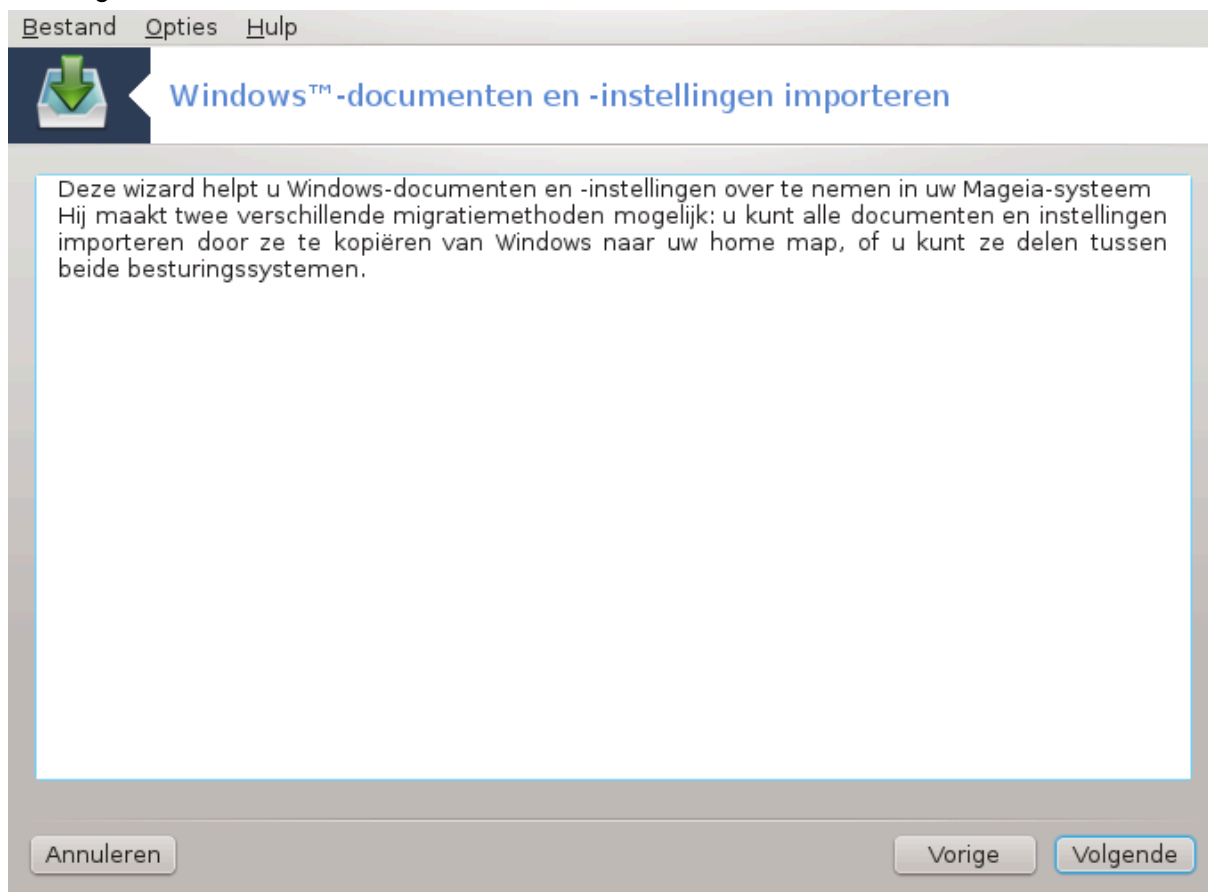 Bestand Opties Hulp
Windows™-documenten en -instellingen importeren
Deze wizard helpt u Windows-documenten en -instellingen over te nemen in uw Mageia-systeem
Hij maakt twee verschillende migratiemethoden mogelijk: u kunt alle documenten en instellingen
importeren door ze te kopiëren van Windows naar uw home map, of u kunt ze delen tussen
beide besturingssystemen.
Annuleren Vorige Volgende